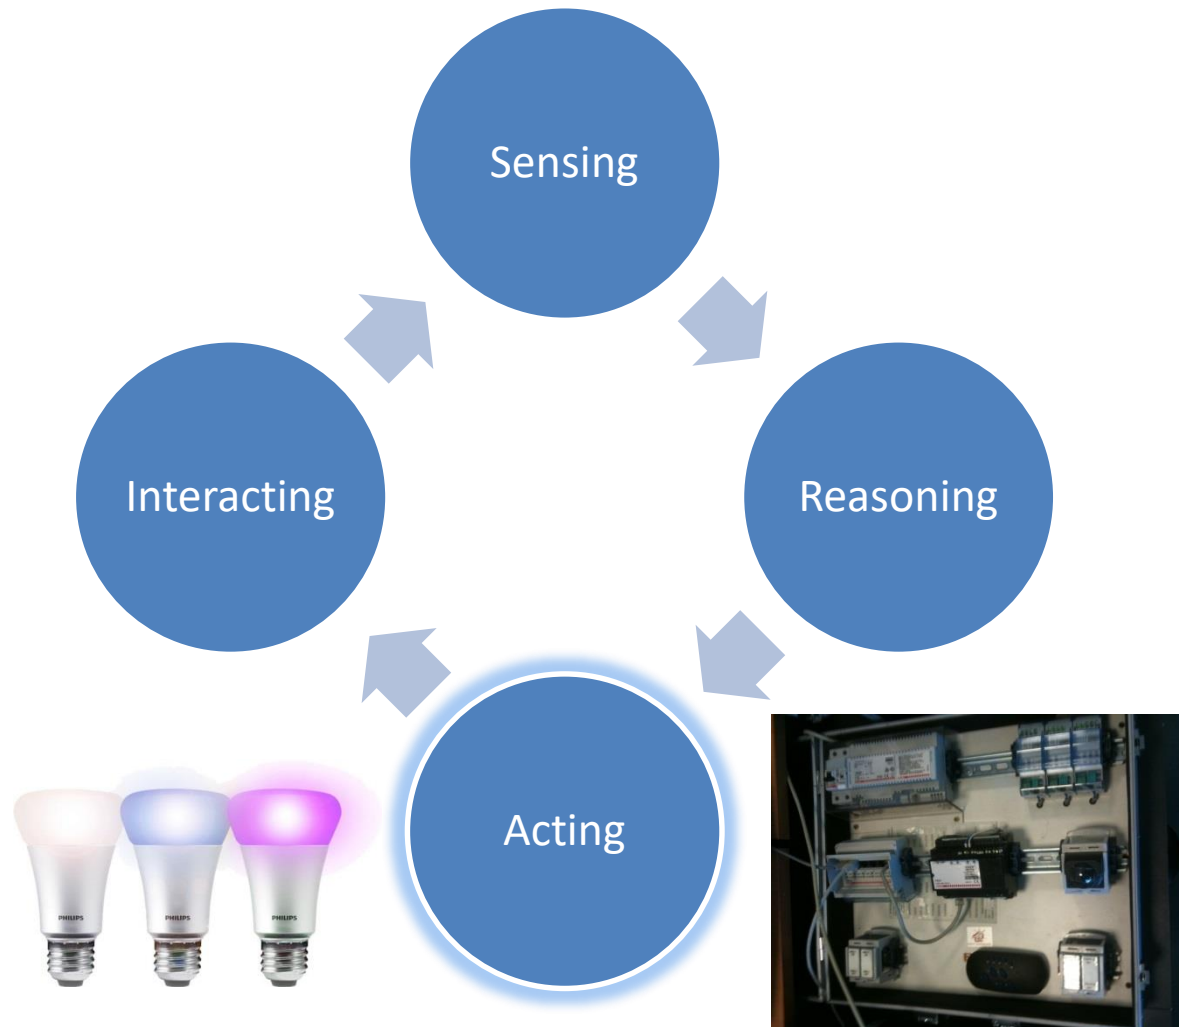 Sensing
Interacting
Reasoning
Acting
PHILIPS
PHILIPS
PHILIPS